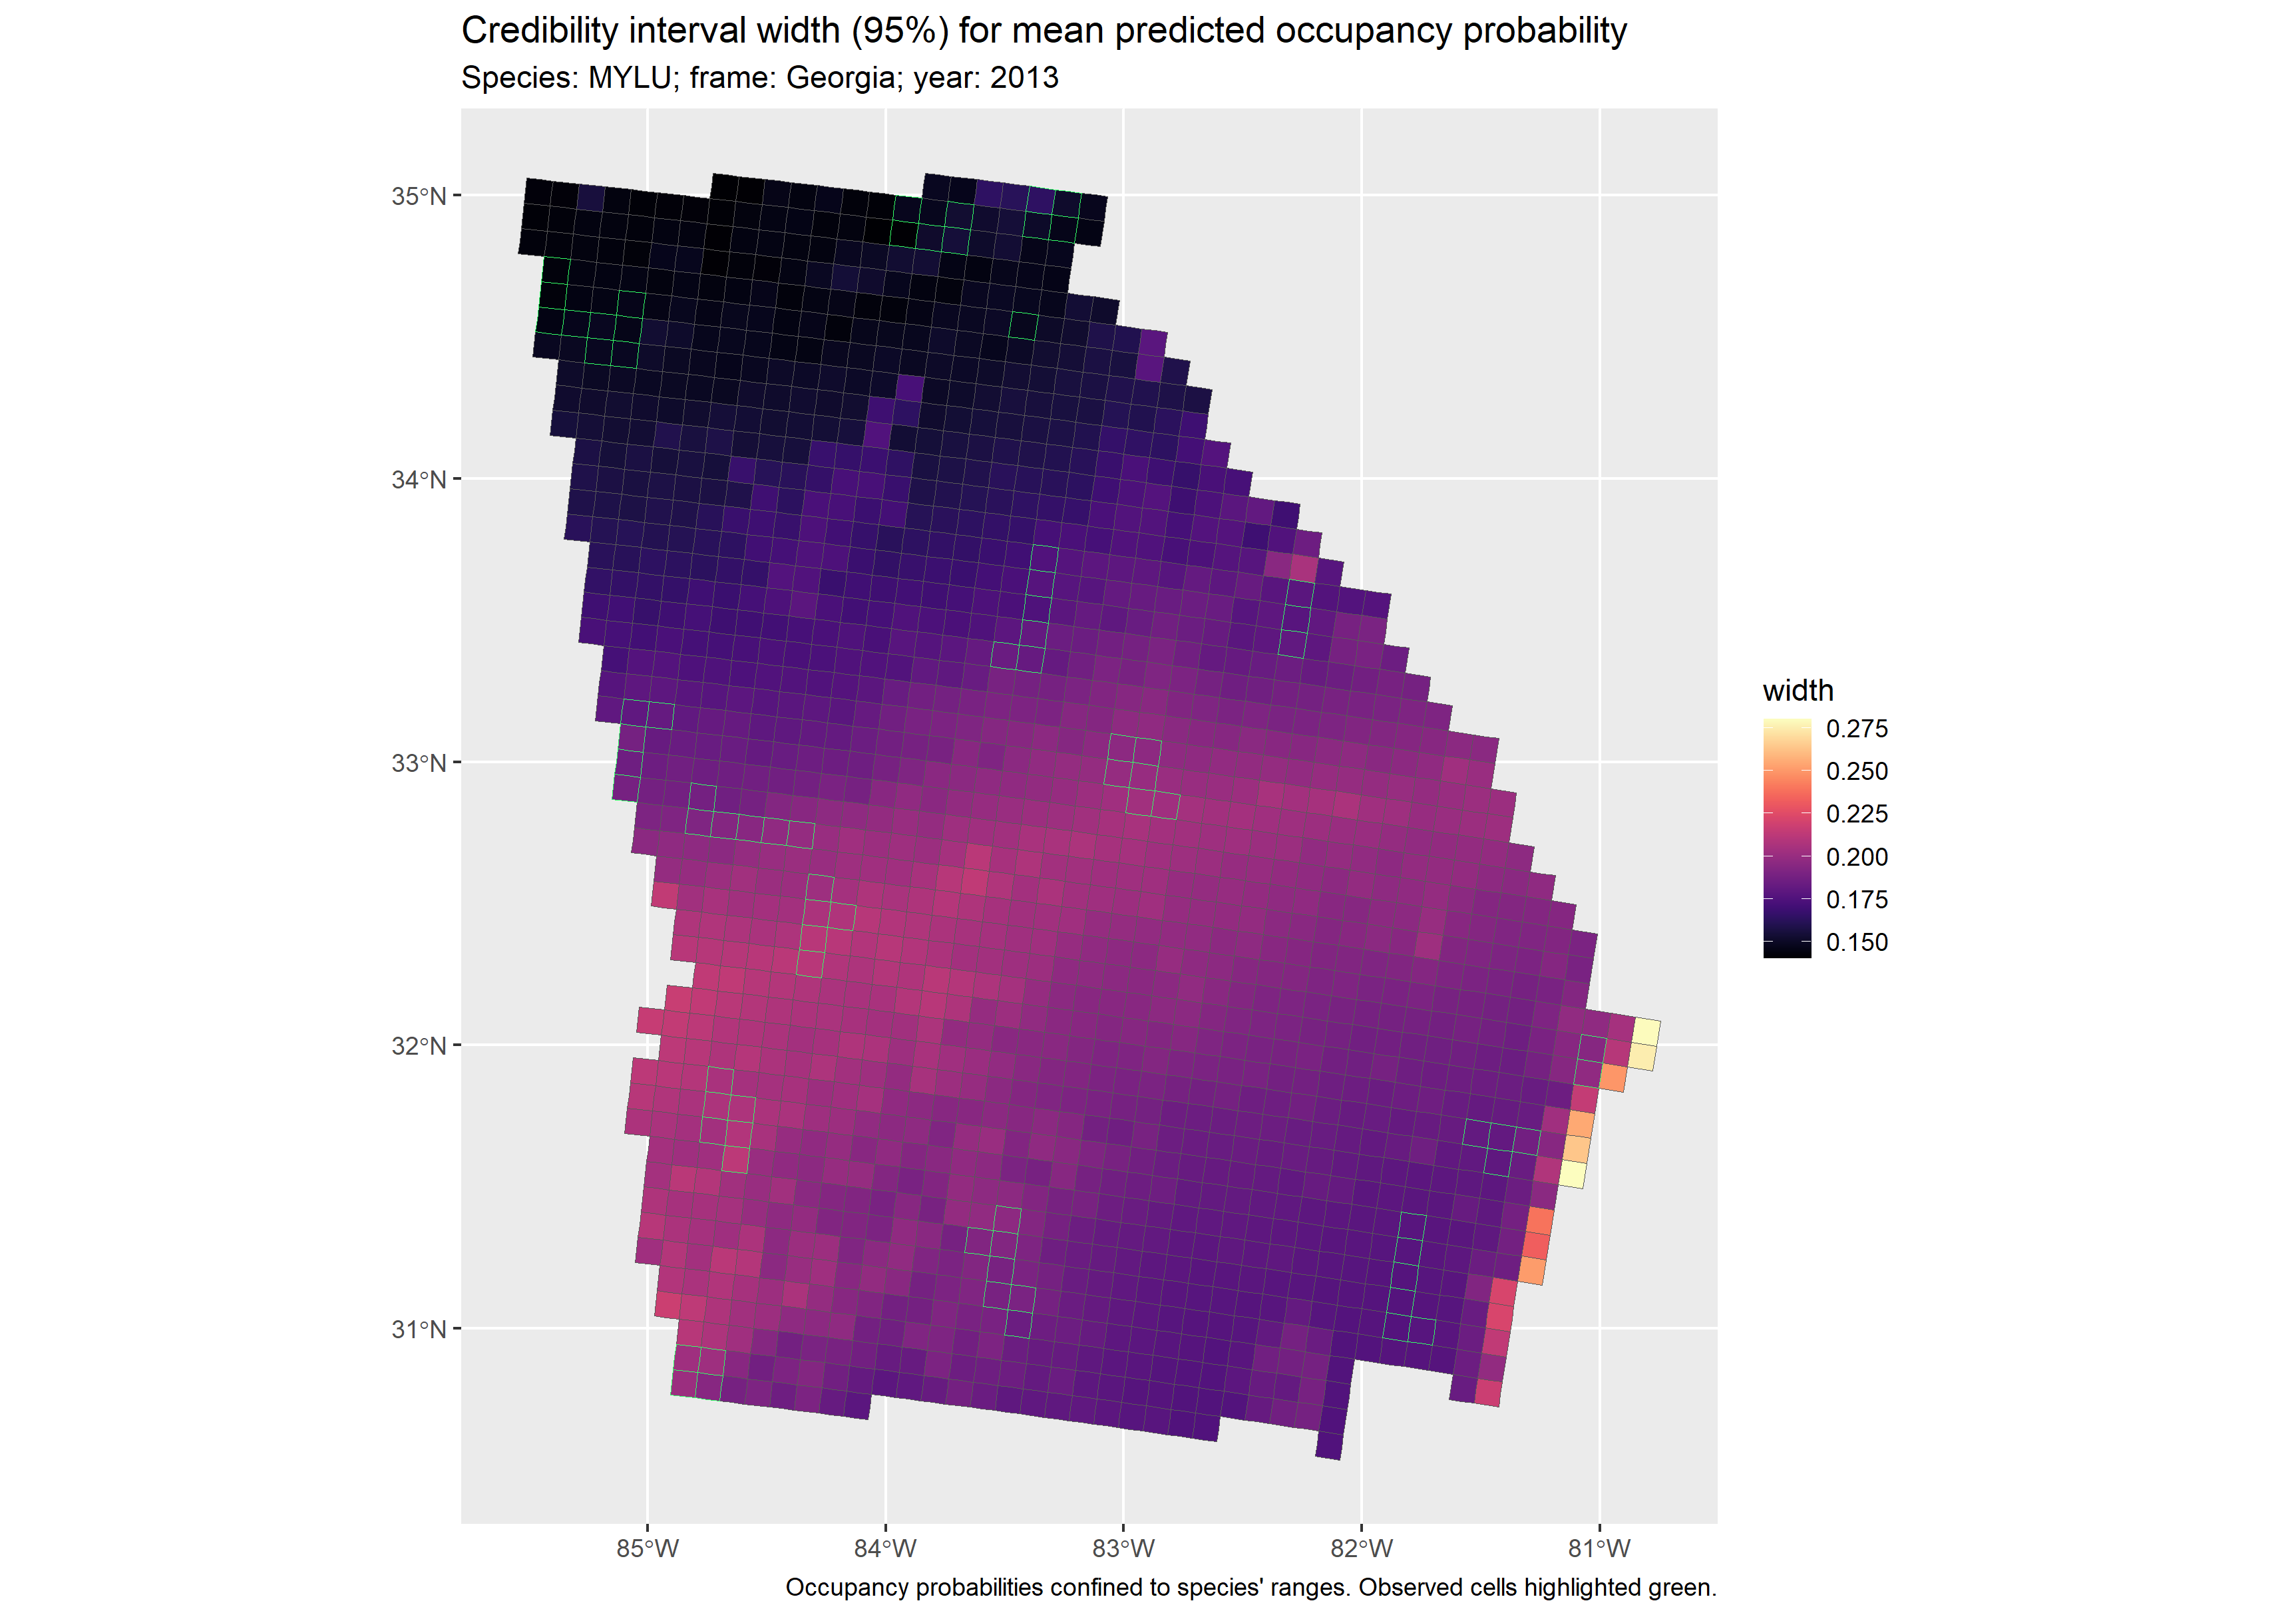 Credibility interval width (95%) for mean predicted occupancy probability
Species: MYLU; frame: Georgia; year: 2013
35°N
34°N
33°N
32°N
31°N
85°W
84°W
83°W
82°W
81°W
width
0.275
0.250
0.225
0.200
0.175
0.150
Occupancy probabilities confined to species' ranges. Observed cells highlighted green.